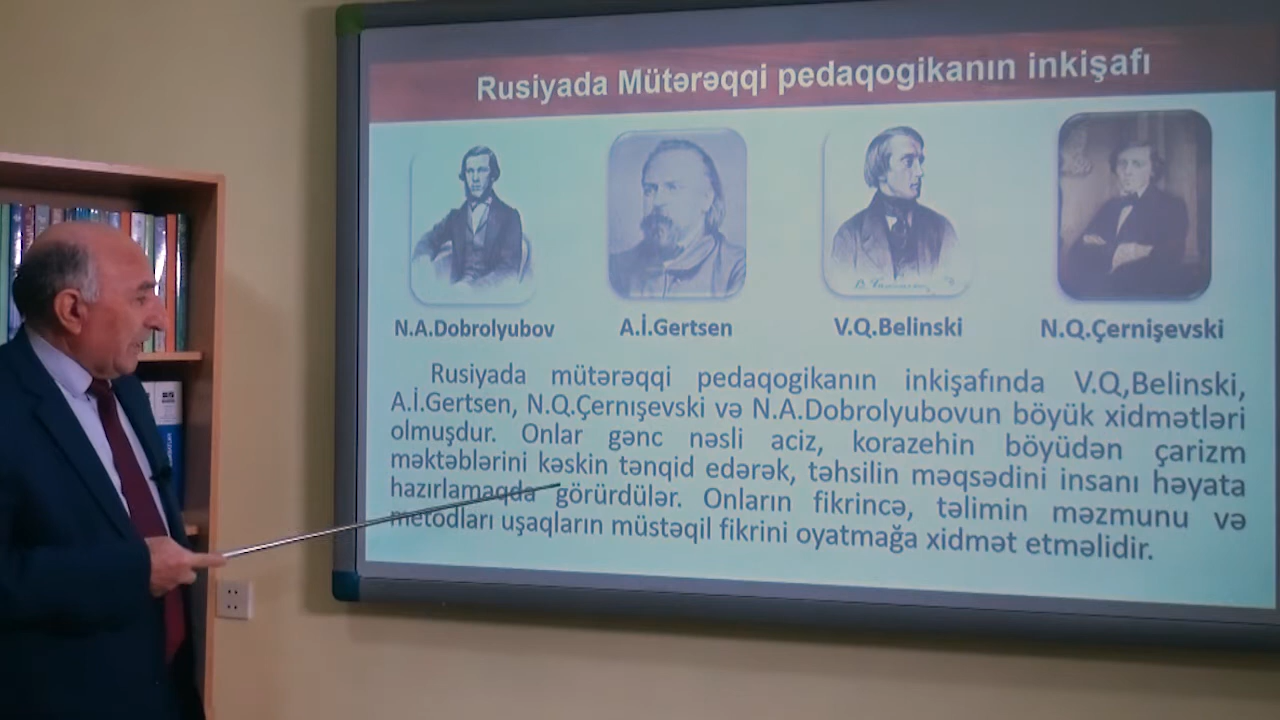 Rusiyada Mütərəqqi pedaqogikanın inkişafı
N.A.Dobrolyubov
A.İ.Gertsen
V.Q.Belinski
N.Q.Çernişevski
Rusiyada mütərəqqi pedaqogikanın inkişafında V.Q,Belinski,
A.İ.Gertsen, N.Q.Çernışevski və N.A.Dobrolyubovun böyük xidmətləri
olmuşdur. Onlar gənc nəsli aciz, korazehin böyüdən çarizm
məktəblərini kəskin tənqid edərək, təhsilin məqsədini insanı həyata
hazırlamaqda görürdülər. Onların fikrincə, təlimin məzmunu və
metodları uşaqların müstəqil fikrini oyatmağa xidmət etməlidir.